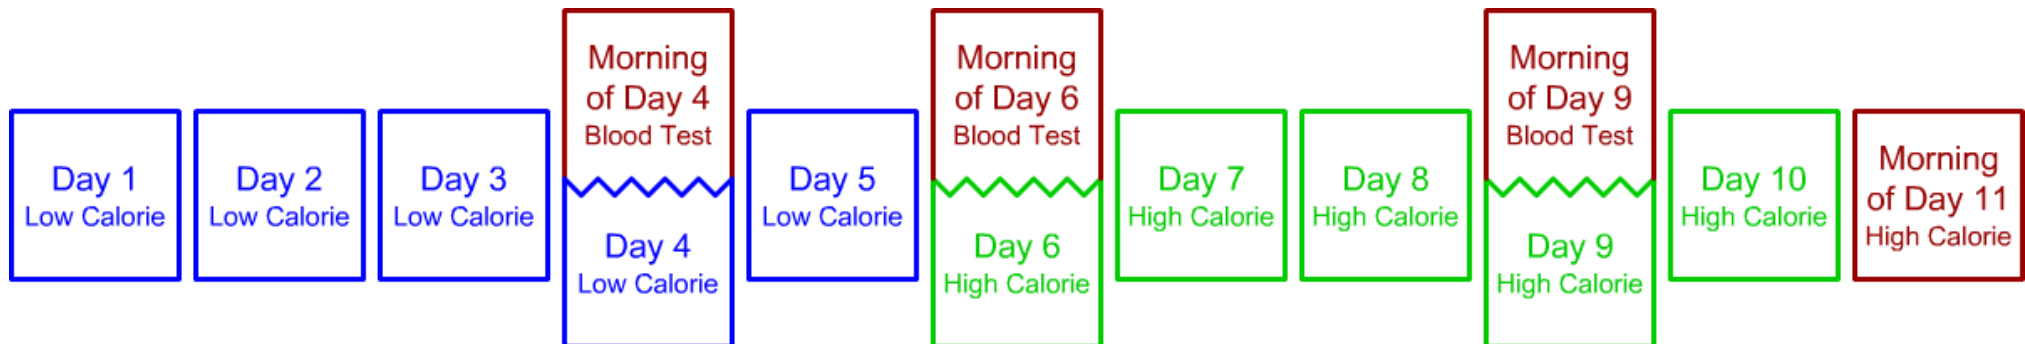 Day 1
Low Calorie
Day 2
Low Calorie
Day 3
Low Calorie
Morning
of Day 4
Blood Test
Day 4
Low Calorie
Day 5
Low Calorie
Morning
of Day 6
Blood Test
Day 6
High Calorie
Day 7
High Calorie
Day 8
High Calorie
Morning
of Day 9
Blood Test
Day 9
High Calorie
Day 10
High Calorie
Morning
of Day 11
High Calorie